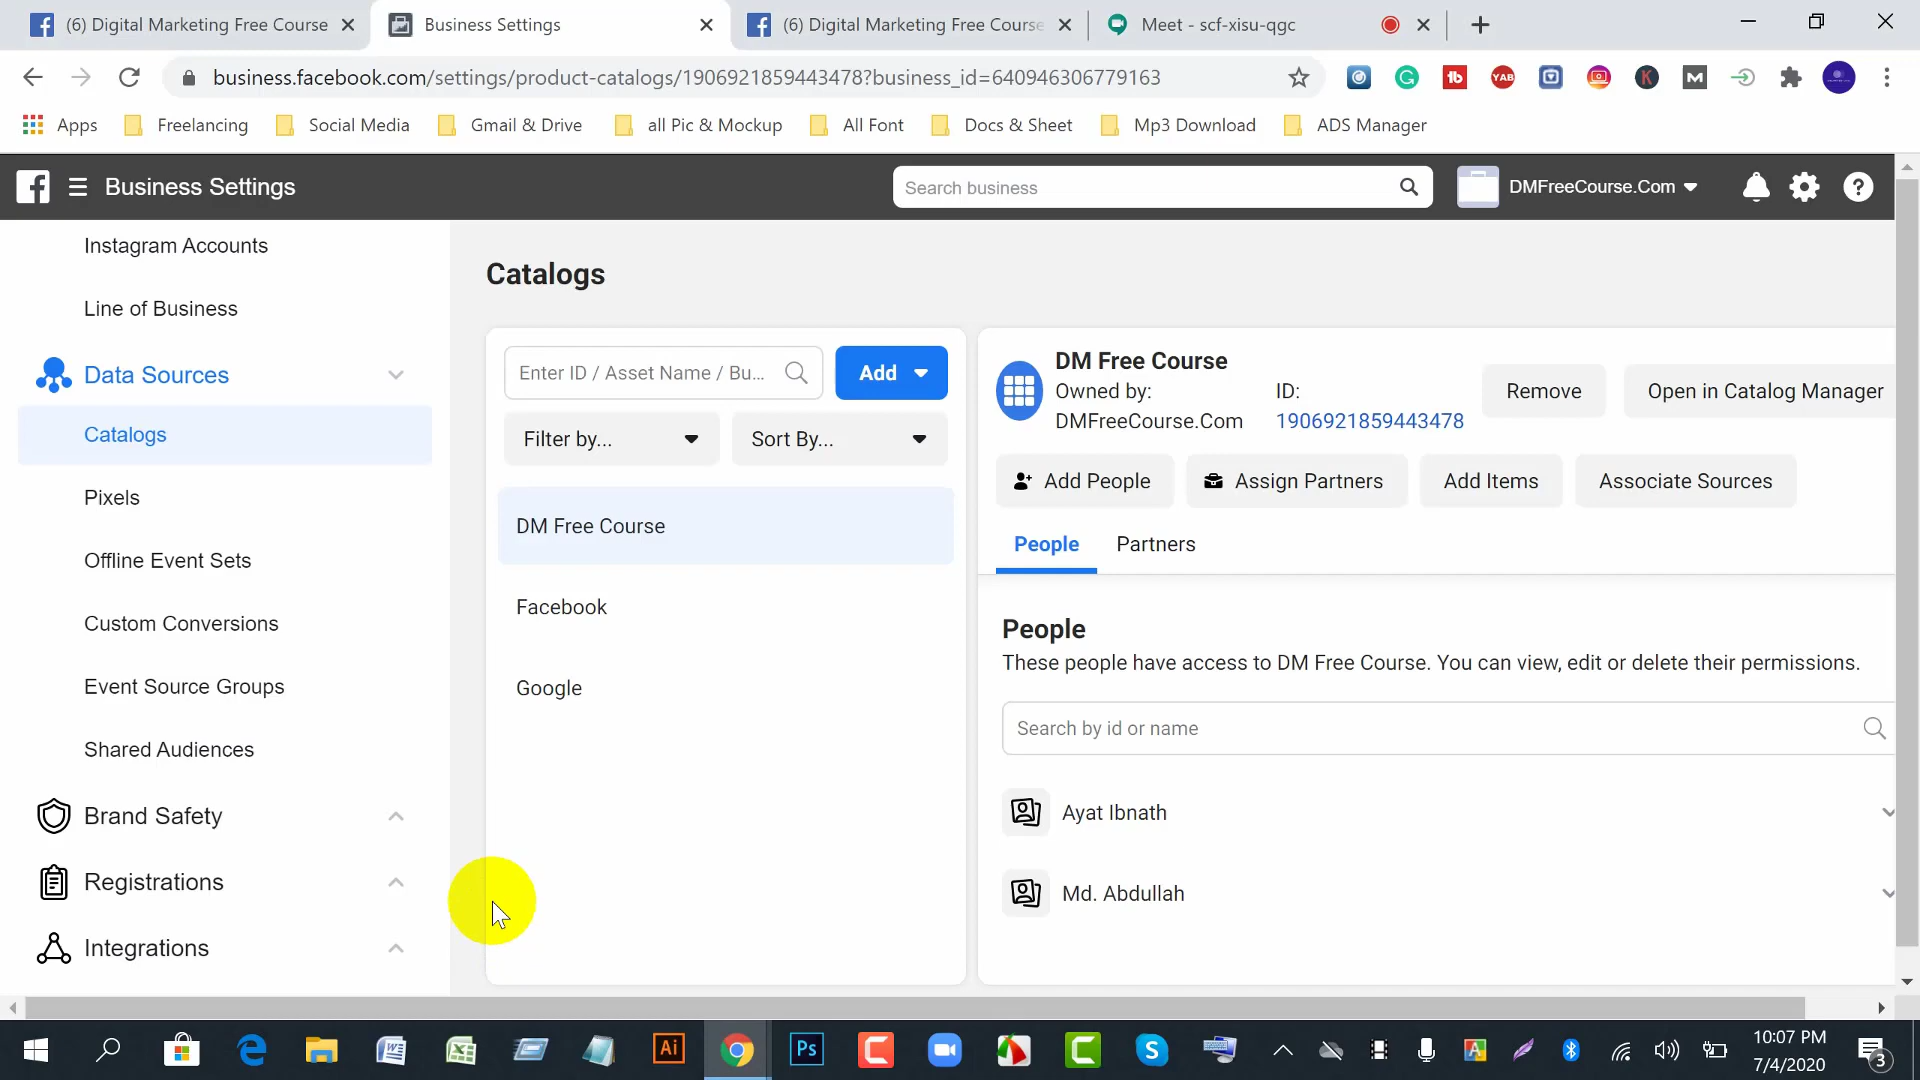 (6) Digital Marketing Free Course
Business Settings
(6) Digital Marketing Free Course
Meet - scf-xisu-qgc
business.facebook.com/settings/product-catalogs/1906921859443478?business_id=640946306779163
Apps
Freelancing
Social Media
Gmail & Drive
all Pic & Mockup
All Font
Docs & Sheet
Mp3 Download
ADS Manager
Business Settings
Search business
DMFreeCourse.Com
Instagram Accounts
Line of Business
Data Sources
Catalogs
Pixels
Offline Event Sets
Custom Conversions
Event Source Groups
Shared Audiences
Brand Safety
Registrations
Integrations
Catalogs
Enter ID / Asset Name / Bu...
Add
Filter by...
Sort By...
DM Free Course
Facebook
Google
DM Free Course
Owned by:
DMFreeCourse.Com
ID:
1906921859443478
Remove
Open in Catalog Manager
Add People
Assign Partners
Add Items
Associate Sources
People
Partners
People
These people have access to DM Free Course. You can view, edit or delete their permissions.
Search by id or name
Ayat Ibnath
Md. Abdullah
10:07 PM
7/4/2020
3